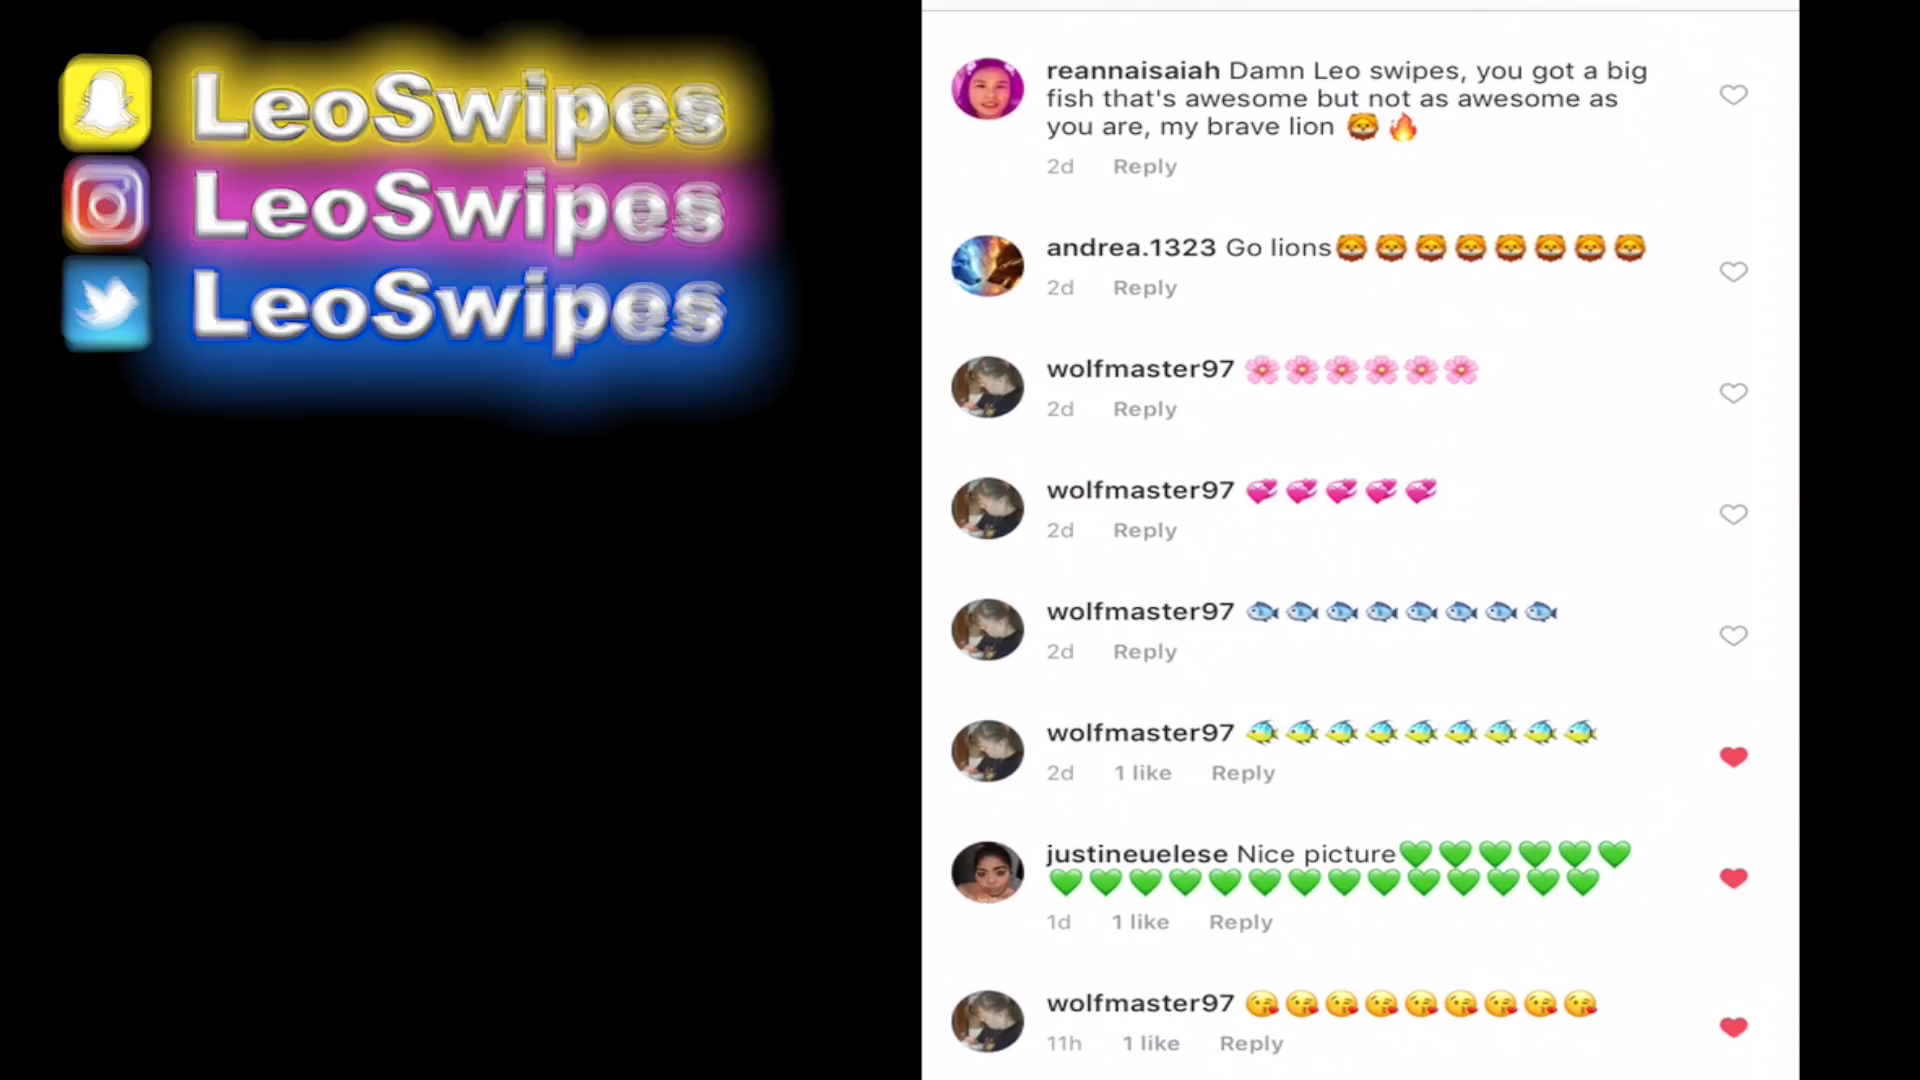 LeoSwipes
LeoSwipes
LeoSwipes
reannaisaiah Damn Leo swipes, you got a big
fish that's awesome but not as awesome as
you are, my brave lion 🦁 🔥
2d Reply
andrea.1323 Go lions🦁🦁🦁🦁🦁🦁🦁🦁
2d Reply
wolfmaster97 🌸🌸🌸🌸🌸🌸
2d Reply
wolfmaster97 💞💞💞💞💞
2d Reply
wolfmaster97 🐟🐟🐟🐟🐟🐟🐟🐟
2d Reply
wolfmaster97 🐠🐠🐠🐠🐠🐠🐠🐠🐠
2d 1 like Reply
justineuelese Nice picture💚💚💚💚💚💚
💚💚💚💚💚💚💚💚💚💚💚💚💚💚
1d 1 like Reply
wolfmaster97 😘😘😘😘😘😘😘😘😘
11h 1 like Reply